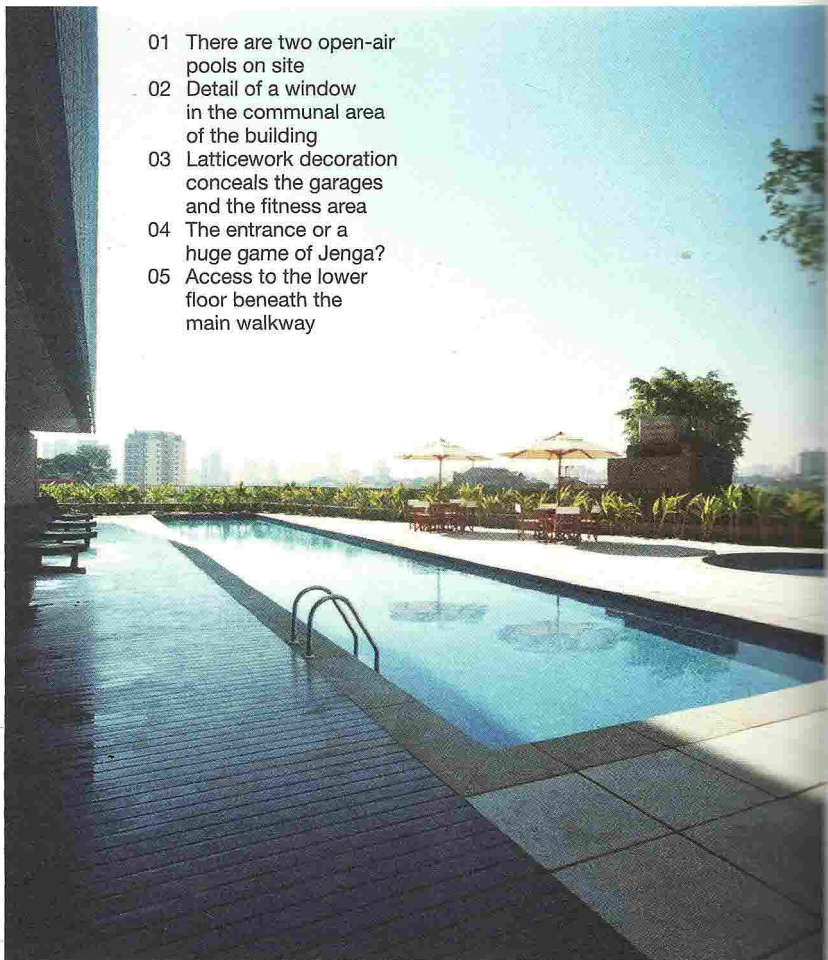 01 There are two open-air
pools on site
02 Detail of a window
in the communal area
of the building
03 Latticework decoration
conceals the garages
and the fitness area
04 The entrance or a
huge game of Jenga?
05 Access to the lower
floor beneath the
main walkway